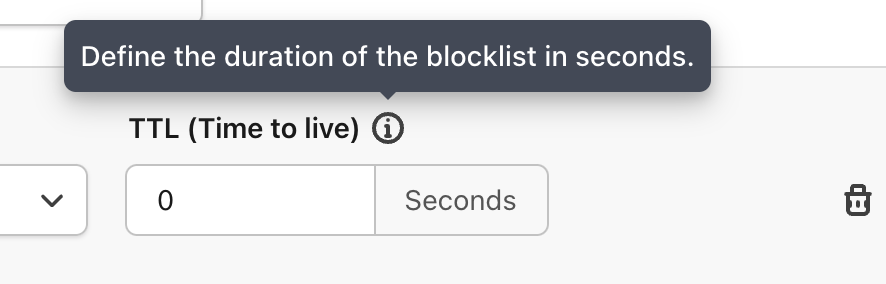 Define the duration of the blocklist in seconds.
TTL (Time to live)
0 Seconds